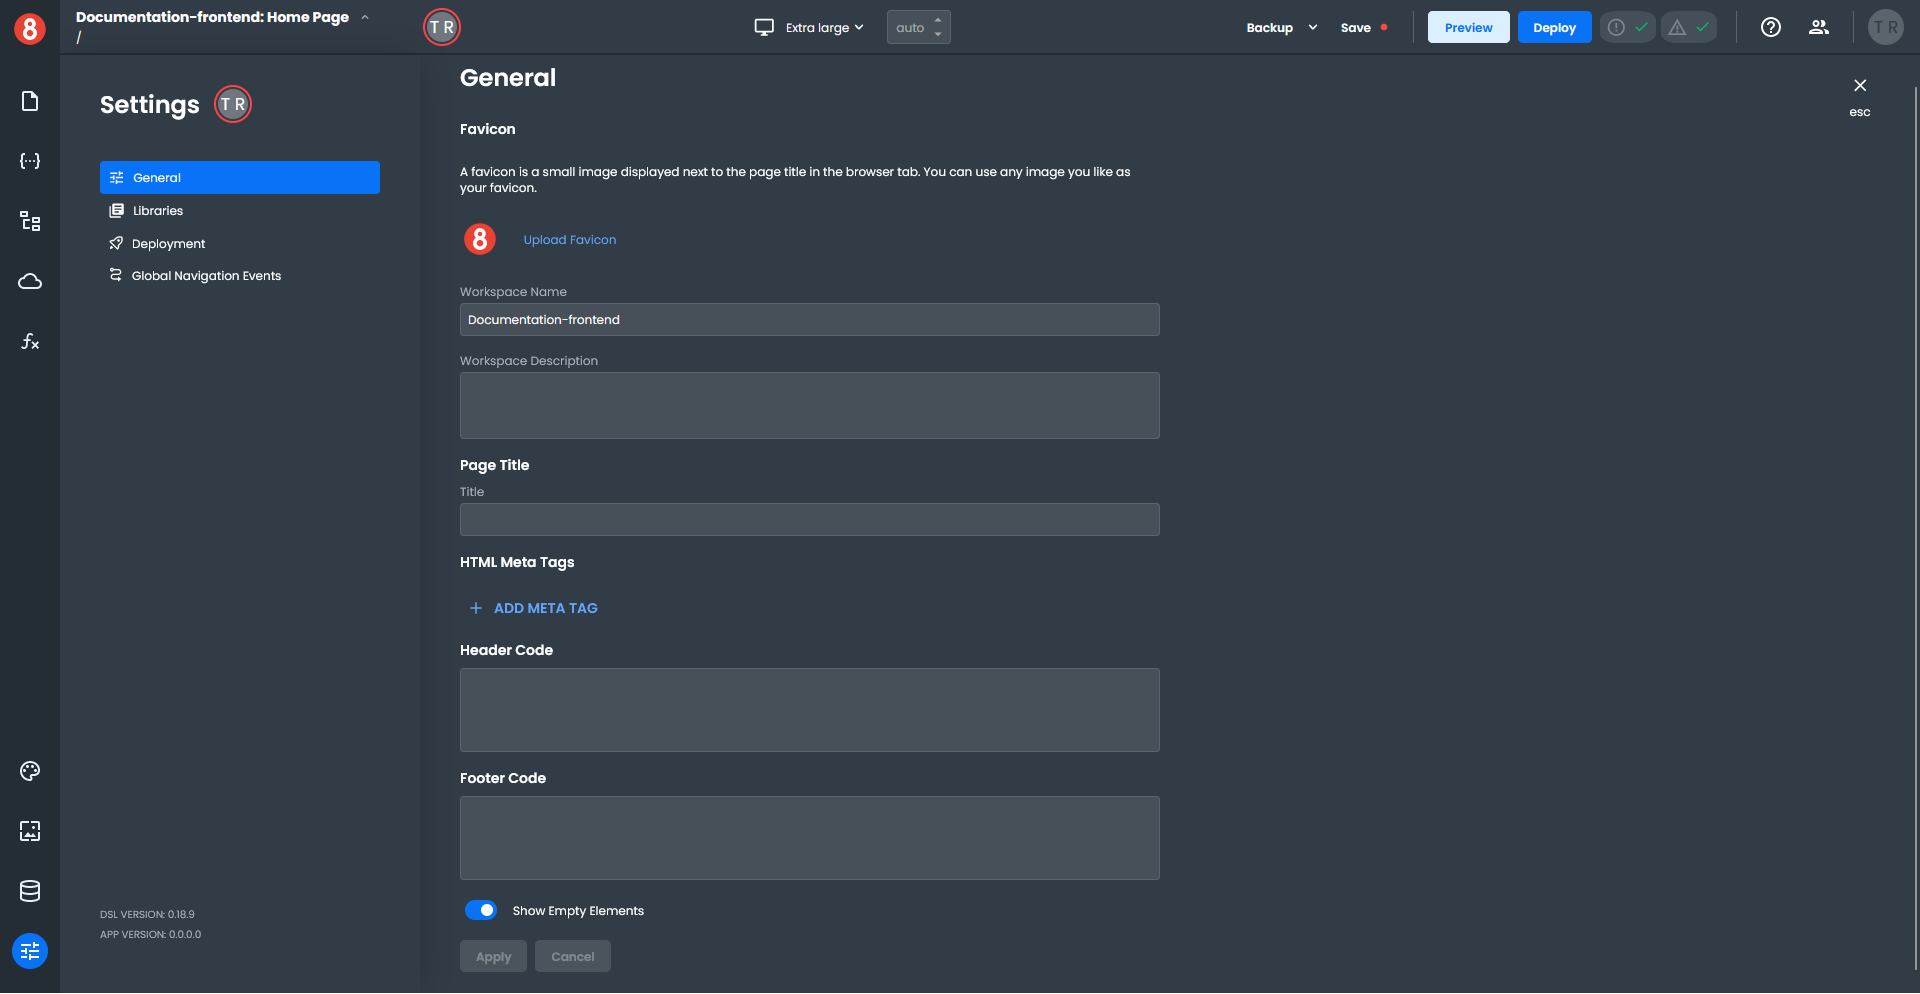 8
Documentation-frontend: Home Page
/
T R
Extra large
auto
Backup
Save
Preview
Deploy
T R
Settings
T R
General
Libraries
Deployment
Global Navigation Events
DSL VERSION: 0.18.9
APP VERSION: 0.0.0.0
General
esc
Favicon
A favicon is a small image displayed next to the page title in the browser tab. You can use any image you like as
your favicon.
8
Upload Favicon
Workspace Name
Documentation-frontend
Workspace Description
Page Title
Title
HTML Meta Tags
ADD META TAG
Header Code
Footer Code
Show Empty Elements
Apply
Cancel